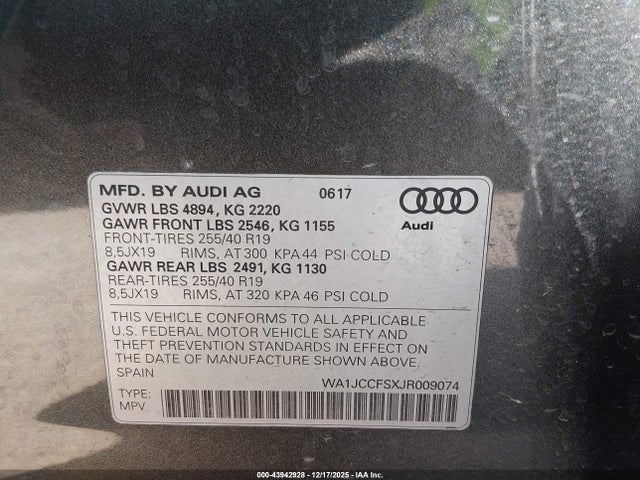 MFD. BY AUDI AG 0617
GVWR LBS 4894, KG 2220
GAWR FRONT LBS 2546, KG 1155
FRONT-TIRES 255/40 R19
8,5JX19 RIMS, AT 300 KPA 44 PSI COLD
GAWR REAR LBS 2491, KG 1130
REAR-TIRES 255/40 R19
8,5JX19 RIMS, AT 320 KPA 46 PSI COLD
Audi
THIS VEHICLE CONFORMS TO ALL APPLICABLE
U.S. FEDERAL MOTOR VEHICLE SAFETY AND
THEFT PREVENTION STANDARDS IN EFFECT ON
THE DATE OF MANUFACTURE SHOWN ABOVE.
SPAIN
WA1JCCFSXJR009074
TYPE:
MPV
000-43942928 - 12/17/2025 - IAA Inc.